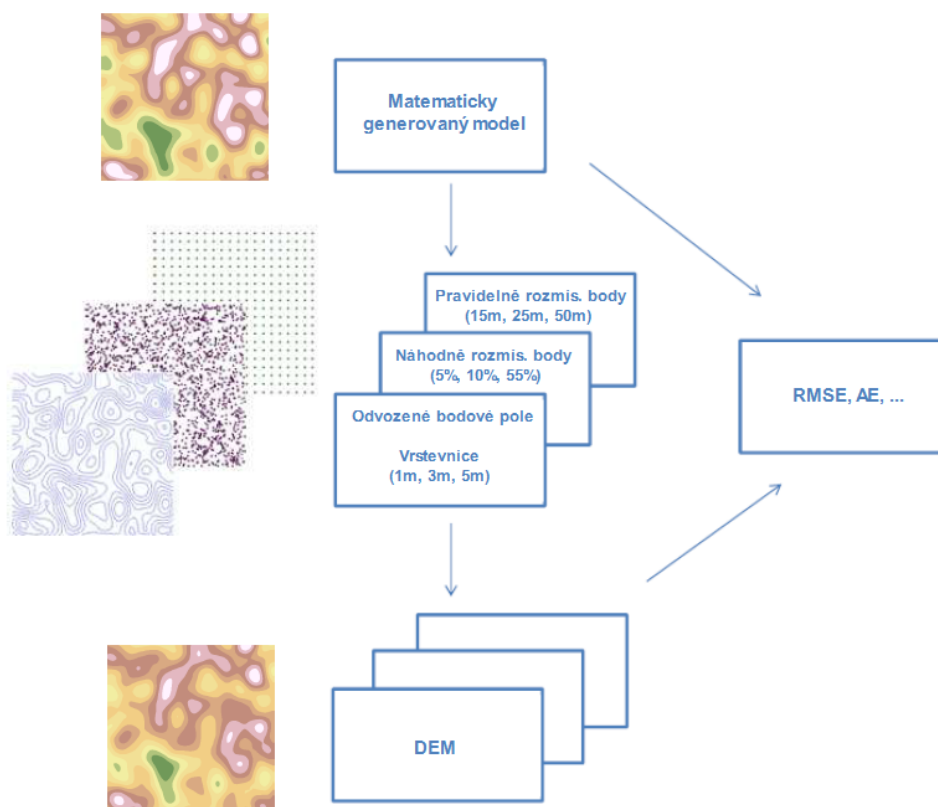 Matematicky
generovaný model
Pravidelně rozmis. body
(15m, 25m, 50m)
Náhodně rozmis. body
(5%, 10%, 55%)
Odvozené bodové pole
Vrstevnice
(1m, 3m, 5m)
RMSE, AE, ...
DEM